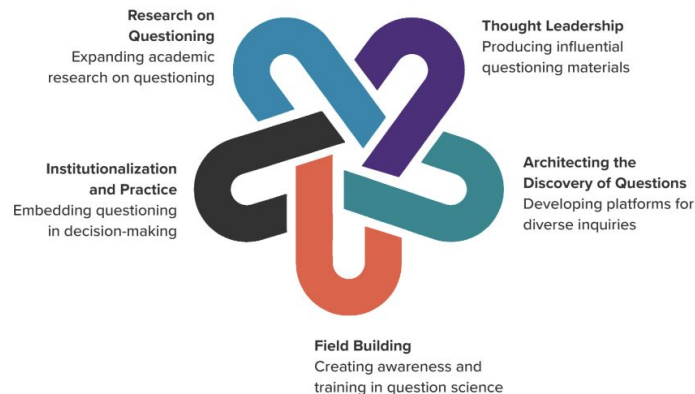 Research on
Questioning
Expanding academic
research on questioning
Thought Leadership
Producing influential
questioning materials
Institutionalization
and Practice
Embedding questioning
in decision-making
Architecting the
Discovery of Questions
Developing platforms for
diverse inquiries
Field Building
Creating awareness and
training in question science